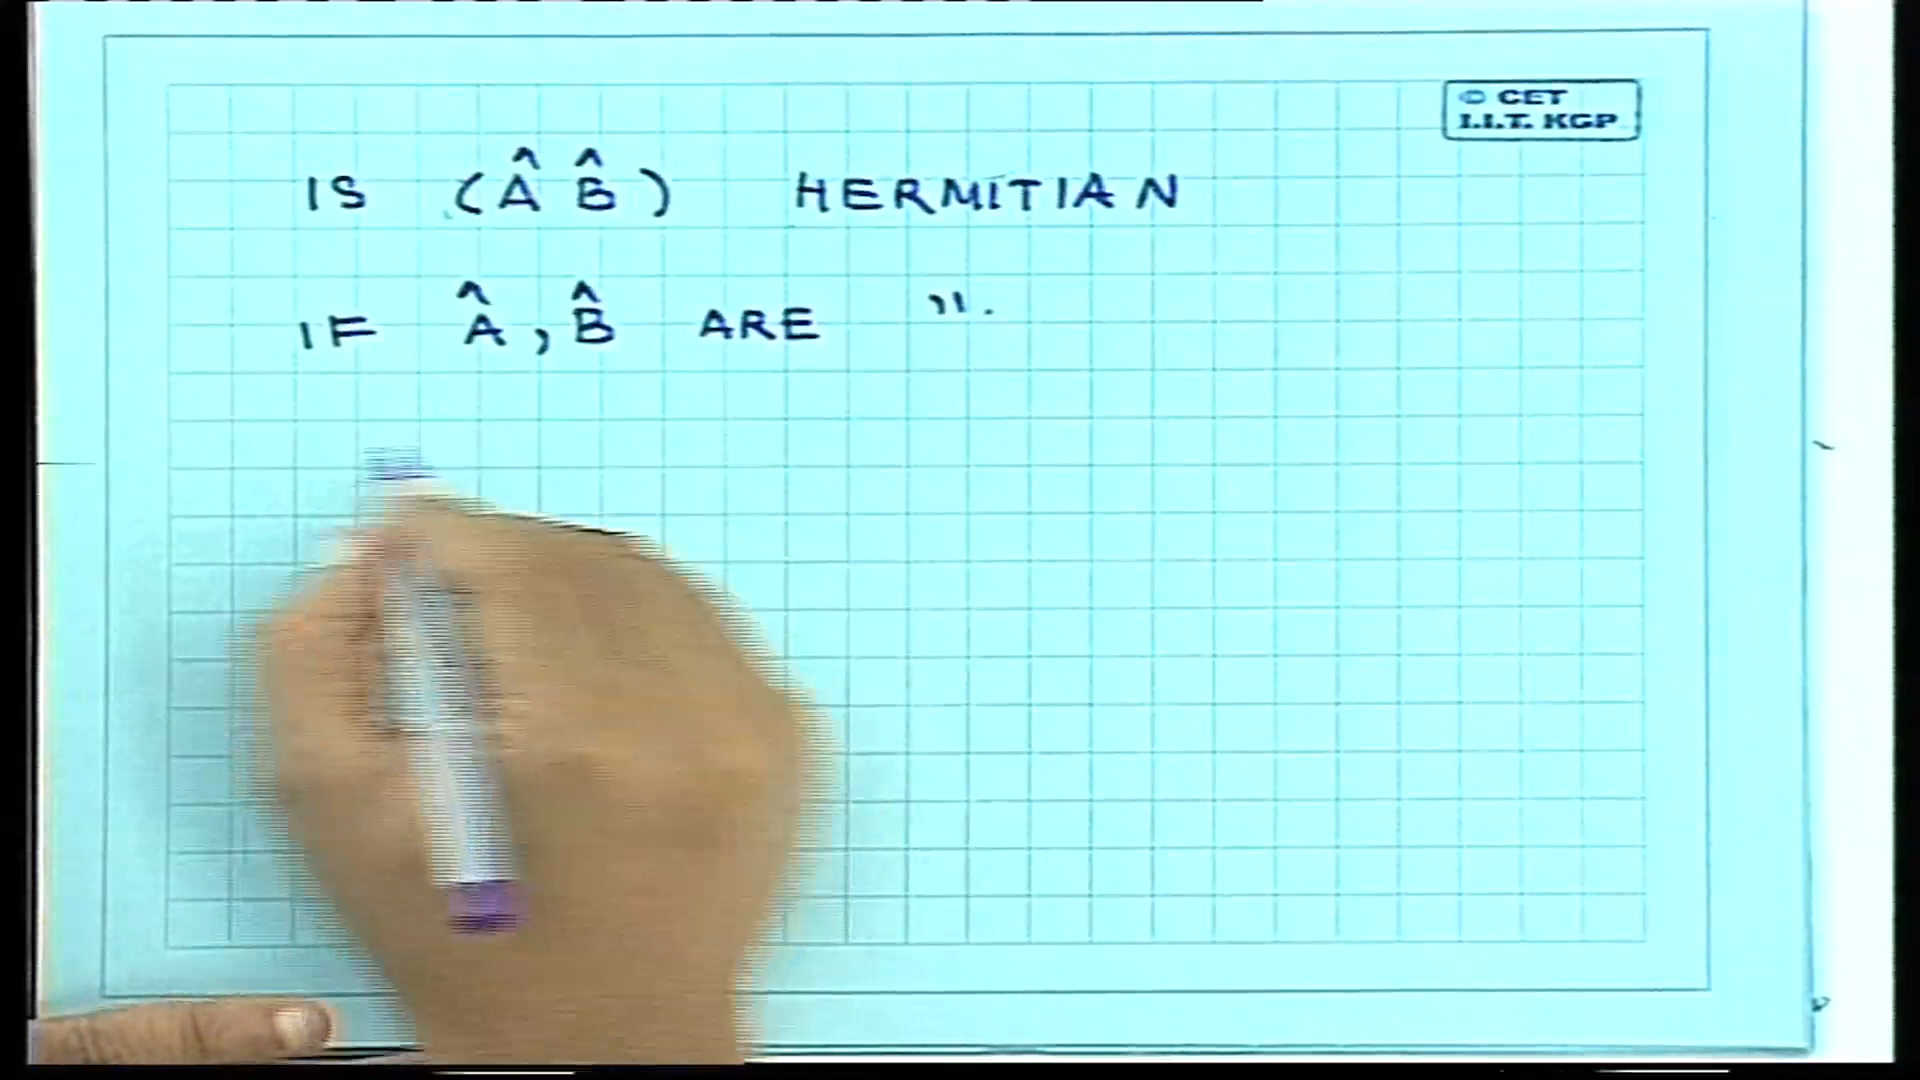 © CET
I.I.T. KGP
IS (Â B̂) HERMITIAN
IF Â, B̂ ARE ".